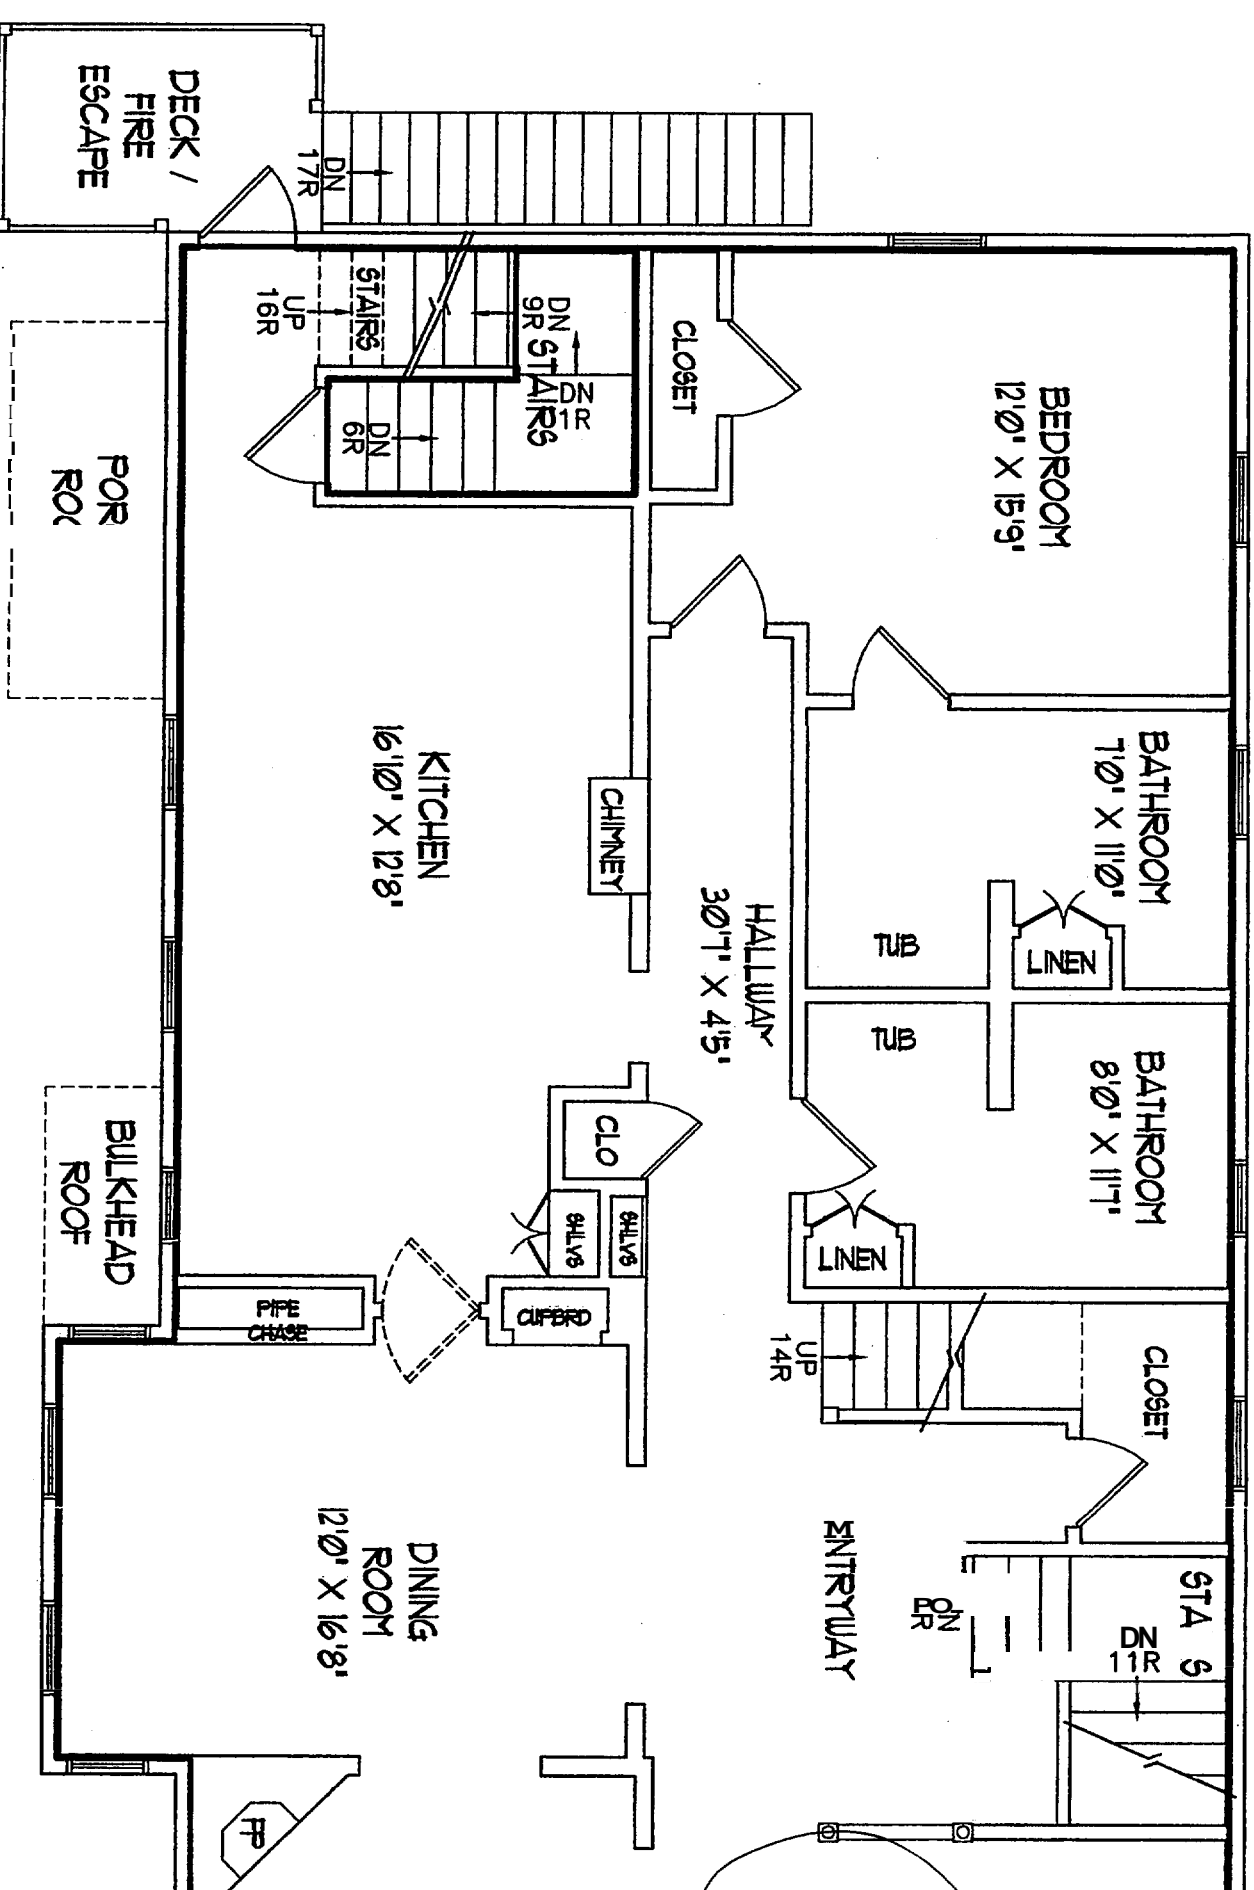 DECK /
FIRE
ESCAPE
DN
17R
STAIRS
UP
16R
DN
9R
STAIRS
DN
1R
DN
6R
CLOSET
BEDROOM
12'0" X 15'9"
POR
ROC
KITCHEN
16'10" X 12'8"
CHIMNEY
HALLWAY
30'7" X 4'5"
BATHROOM
7'0" X 11'0"
TUB
LINEN
TUB
BATHROOM
8'0" X 11'7"
LINEN
CLO
SHLVS
SHLVS
BULKHEAD
ROOF
PIPE
CHASE
CUPBRD
UP
14R
CLOSET
DINING
ROOM
12'0" X 16'8"
MNTRYWAY
STA S
DN
11R
FP